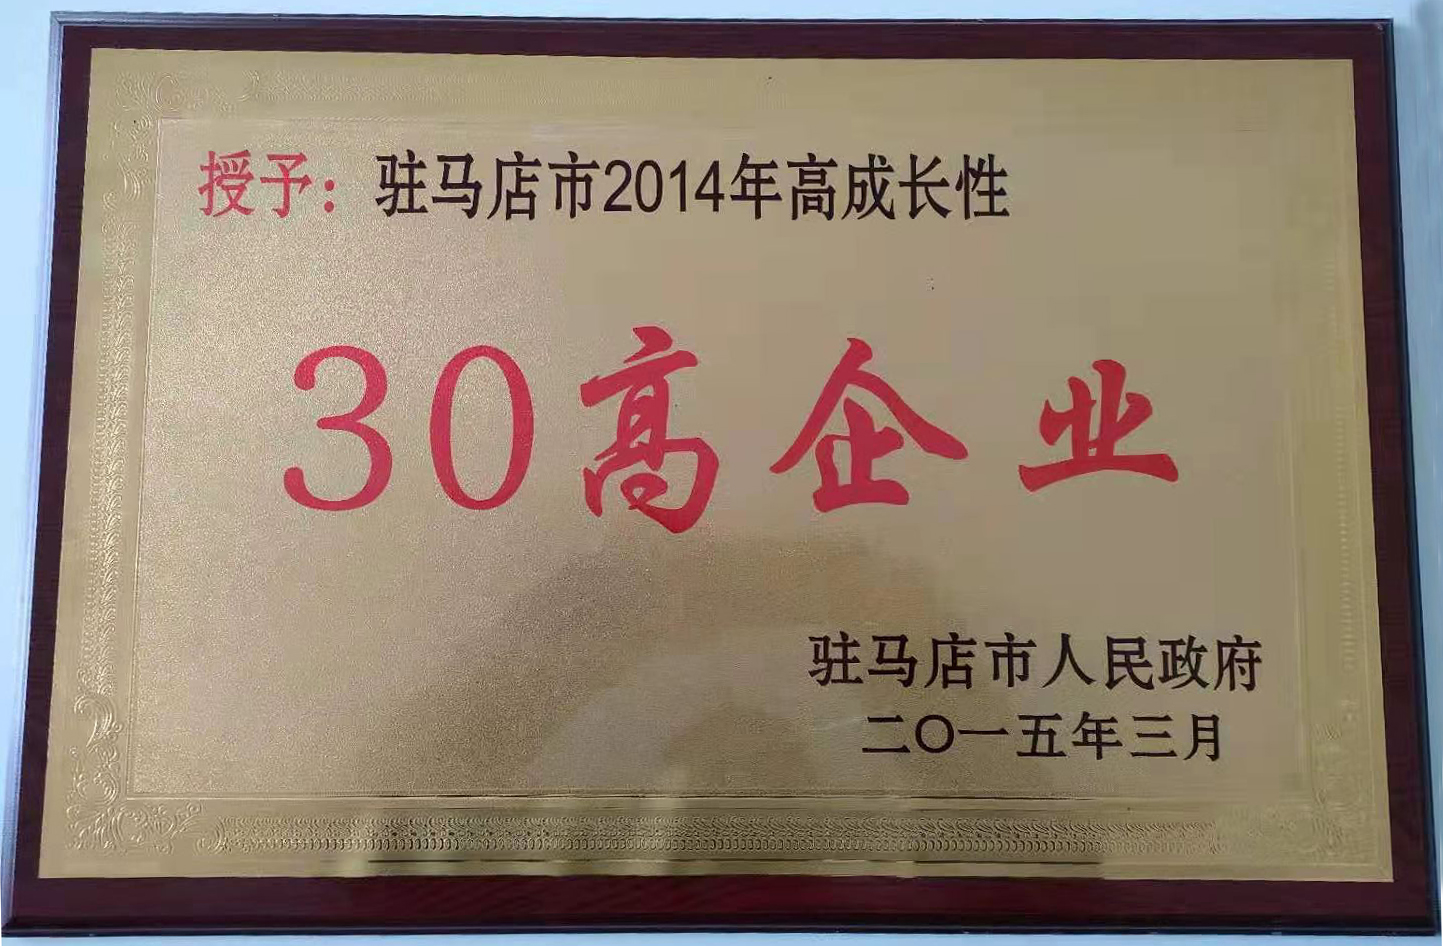 授予：驻马店市2014年高成长性
30高企业
驻马店市人民政府
二〇一五年三月